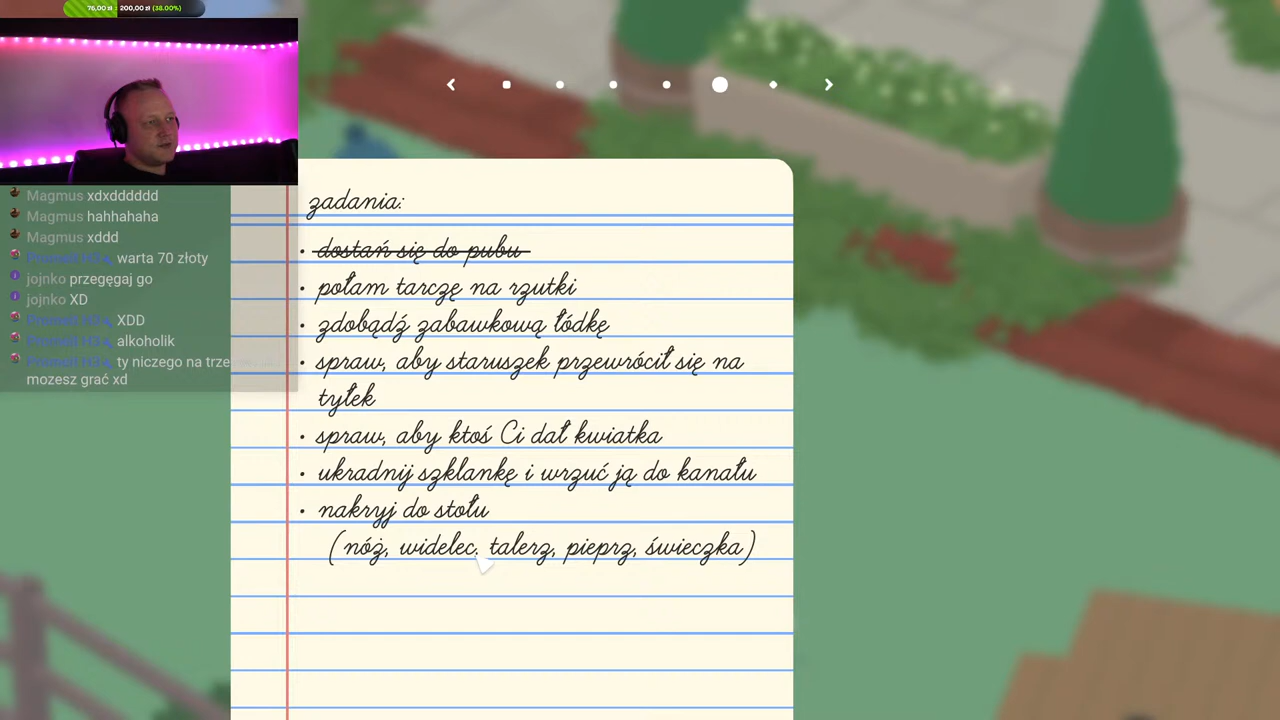 76,00 zł : 200,00 zł (38.00%)
Magmus xdxdddddd
Magmus hahhahaha
Magmus xddd
warta 70 złoty
jojnko przegęgaj go
jojnko XD
XDD
alkoholik
ty niczego na trze
mozesz grać xd
zadania:
• dostań się do pubu
• połam tarczę na rzutki
• zdobądź zabawkową łódkę
• spraw, aby staruszek przewrócił się na
tyłek
• spraw, aby ktoś Ci dał kwiatka
• ukradnij szklankę i wrzuć ją do kanału
• nakryj do stołu
(nóż, widelec, talerz, pieprz, świeczka)